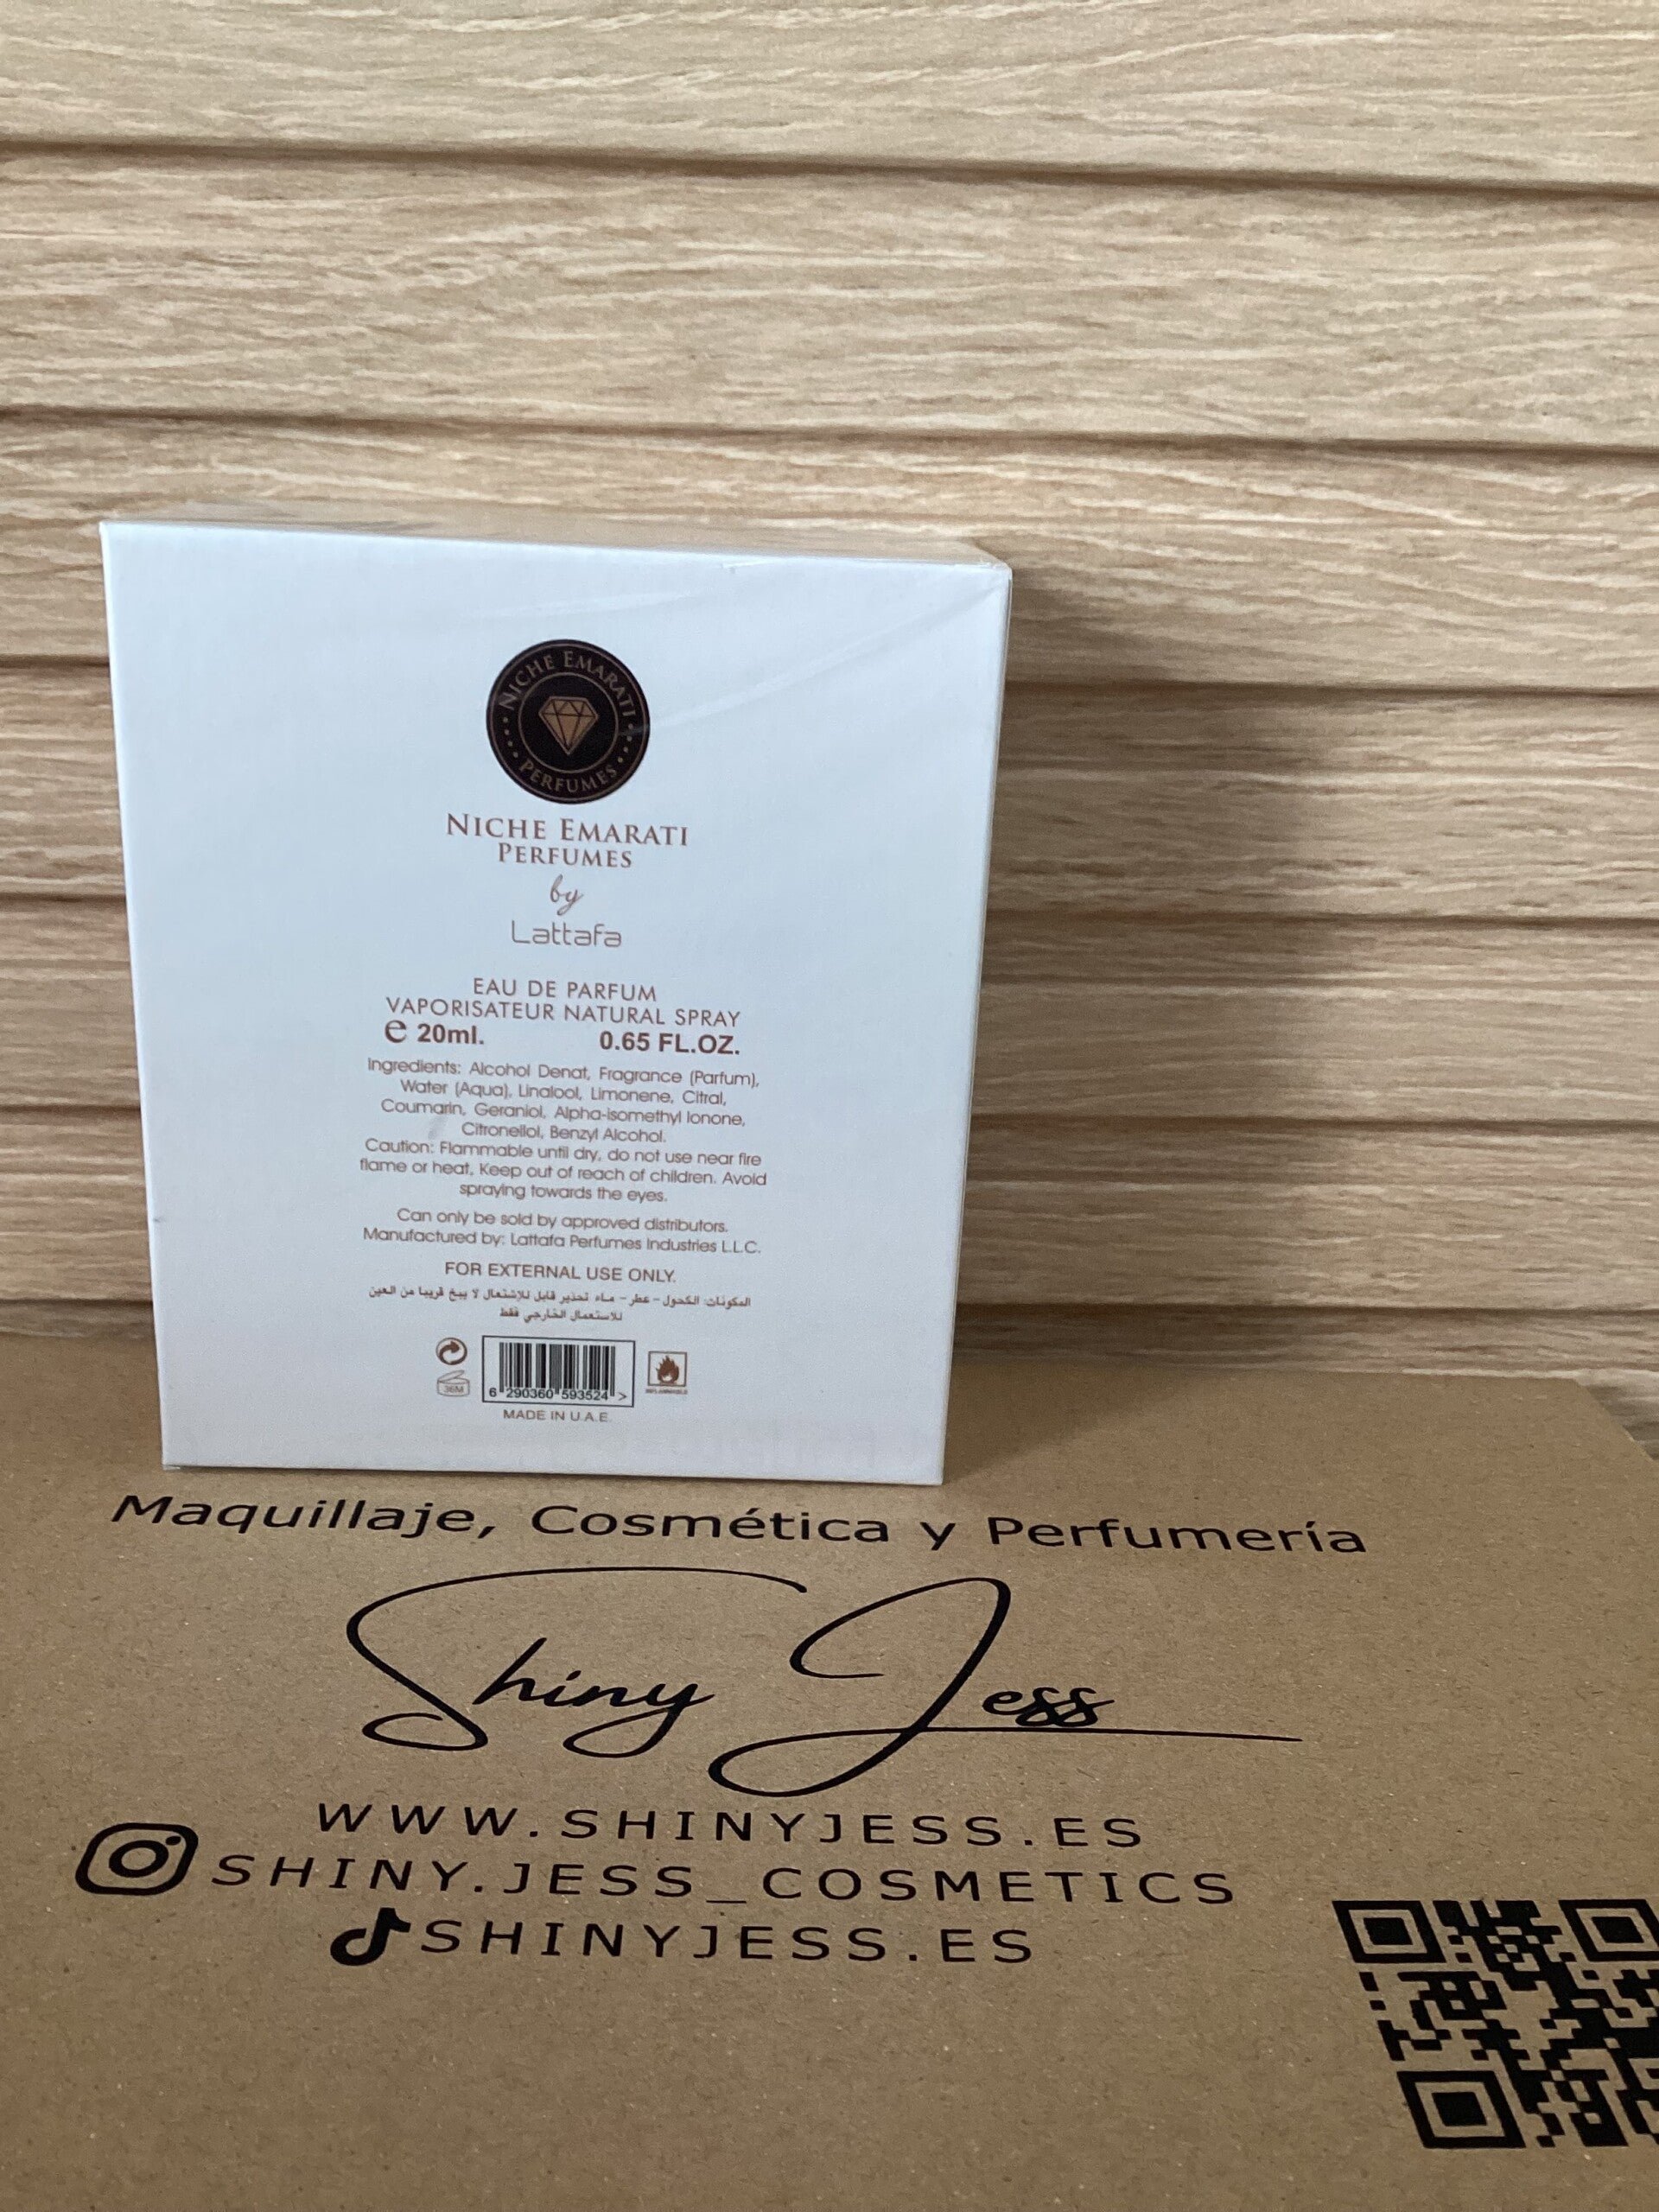 NICHE EMARATI
PERFUMES
NICHE EMARATI
PERFUMES
by
Lattafa
EAU DE PARFUM
VAPORISATEUR NATURAL SPRAY
℮ 20ml. 0.65 FL.OZ.
Ingredients: Alcohol Denat, Fragrance (Parfum),
Water (Aqua), Linalool, Limonene, Citral,
Coumarin, Geraniol, Alpha-isomethyl Ionone,
Citronellol, Benzyl Alcohol.
Caution: Flammable until dry, do not use near fire
flame or heat, Keep out of reach of children. Avoid
spraying towards the eyes.
Can only be sold by approved distributors.
Manufactured by: Lattafa Perfumes Industries L.L.C.
FOR EXTERNAL USE ONLY.
المكونات: الكحول - عطر - ماء تحذير قابل للإشتعال لا يبخ قريبا من العين
للاستعمال الخارجي فقط
36M
6 290360 593524 >
MADE IN U.A.E.
Maquillaje, Cosmética y Perfumería
Shiny Jess
WWW.SHINYJESS.ES
SHINY.JESS_COSMETICS
SHINYJESS.ES